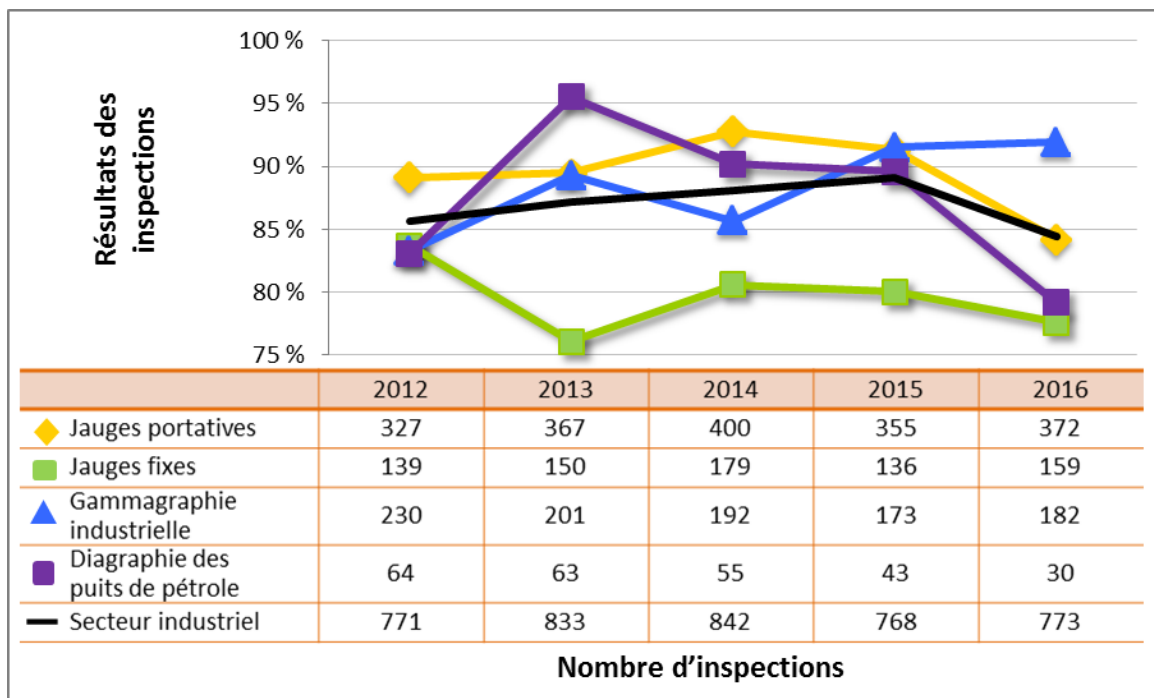 100 %
95 %
90 %
85 %
80 %
75 %
Résultats des
inspections
2012 2013 2014 2015 2016
Jauges portatives 327 367 400 355 372
Jauges fixes 139 150 179 136 159
Gammagraphie
industrielle 230 201 192 173 182
Diagraphie des
puits de pétrole 64 63 55 43 30
Secteur industriel 771 833 842 768 773
Nombre d’inspections